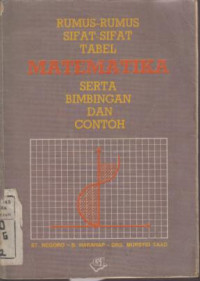 RUMUS-RUMUS
SIFAT-SIFAT
TABEL
MATEMATIKA
SERTA
BIMBINGAN
DAN
CONTOH